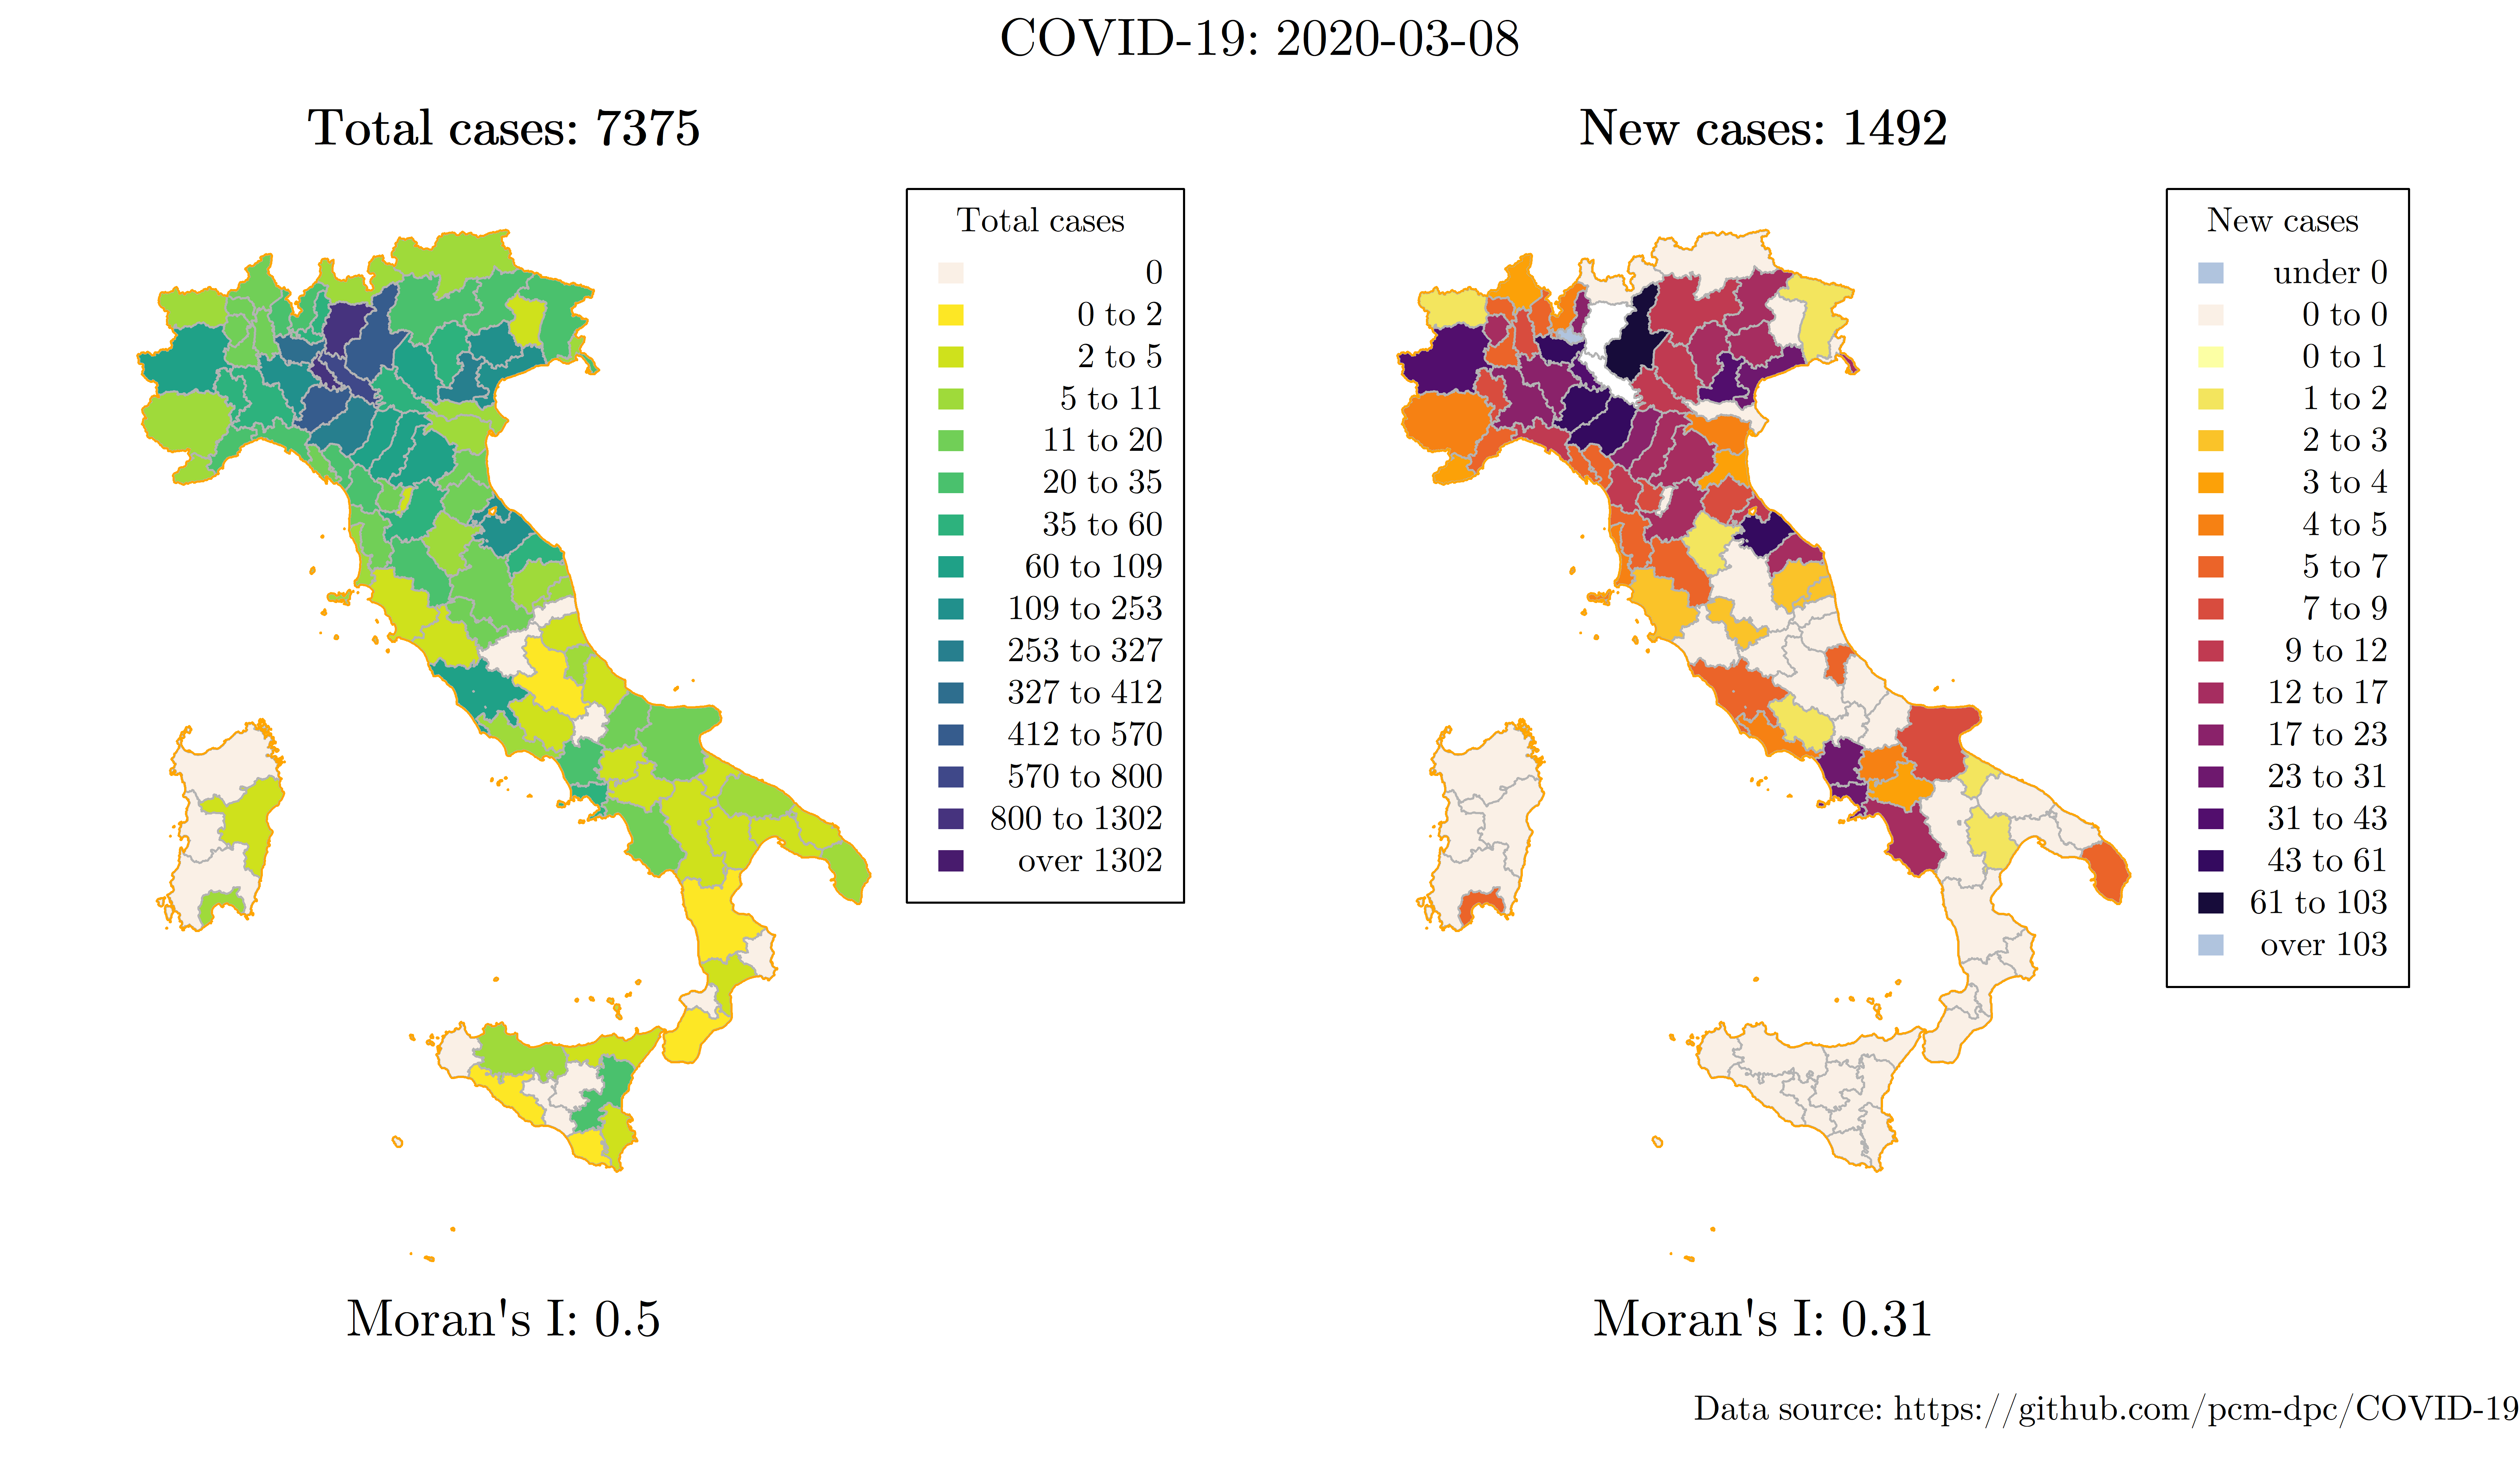 COVID-19: 2020-03-08
Total cases: 7375
Total cases
0
0 to 2
2 to 5
5 to 11
11 to 20
20 to 35
35 to 60
60 to 109
109 to 253
253 to 327
327 to 412
412 to 570
570 to 800
800 to 1302
over 1302
Moran's I: 0.5
New cases: 1492
New cases
under 0
0 to 0
0 to 1
1 to 2
2 to 3
3 to 4
4 to 5
5 to 7
7 to 9
9 to 12
12 to 17
17 to 23
23 to 31
31 to 43
43 to 61
61 to 103
over 103
Moran's I: 0.31
Data source: https://github.com/pcm-dpc/COVID-19